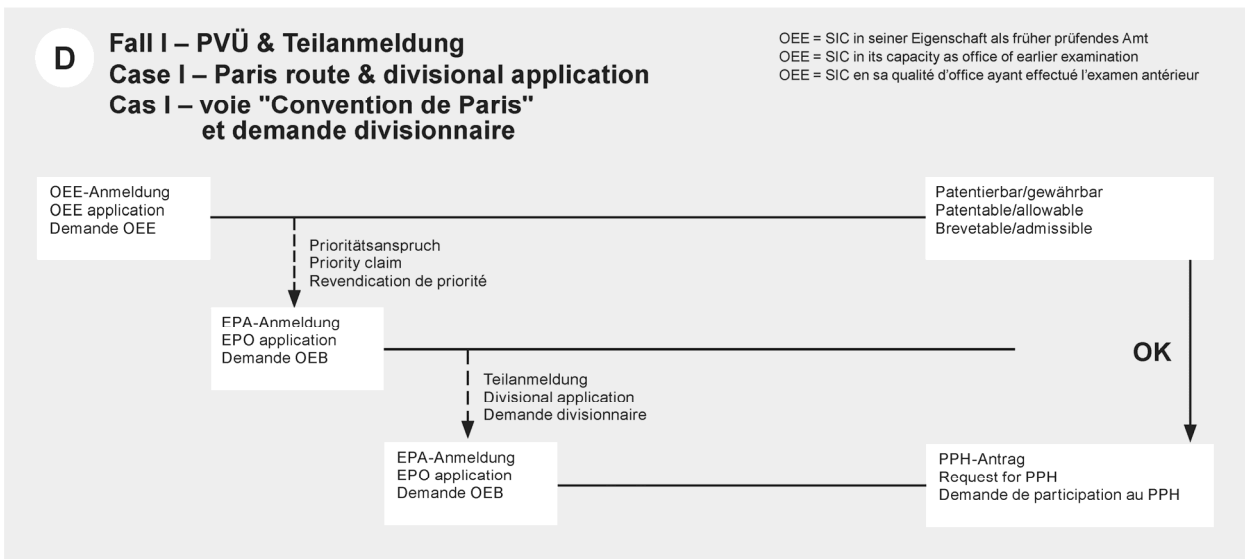 D
Fall I – PVÜ & Teilanmeldung
Case I – Paris route & divisional application
Cas I – voie "Convention de Paris"
et demande divisionnaire
OEE = SIC in seiner Eigenschaft als früher prüfendes Amt
OEE = SIC in its capacity as office of earlier examination
OEE = SIC en sa qualité d'office ayant effectué l'examen antérieur
OEE-Anmeldung
OEE application
Demande OEE
Patentierbar/gewährbar
Patentable/allowable
Brevetable/admissible
Prioritätsanspruch
Priority claim
Revendication de priorité
EPA-Anmeldung
EPO application
Demande OEB
OK
Teilanmeldung
Divisional application
Demande divisionnaire
EPA-Anmeldung
EPO application
Demande OEB
PPH-Antrag
Request for PPH
Demande de participation au PPH